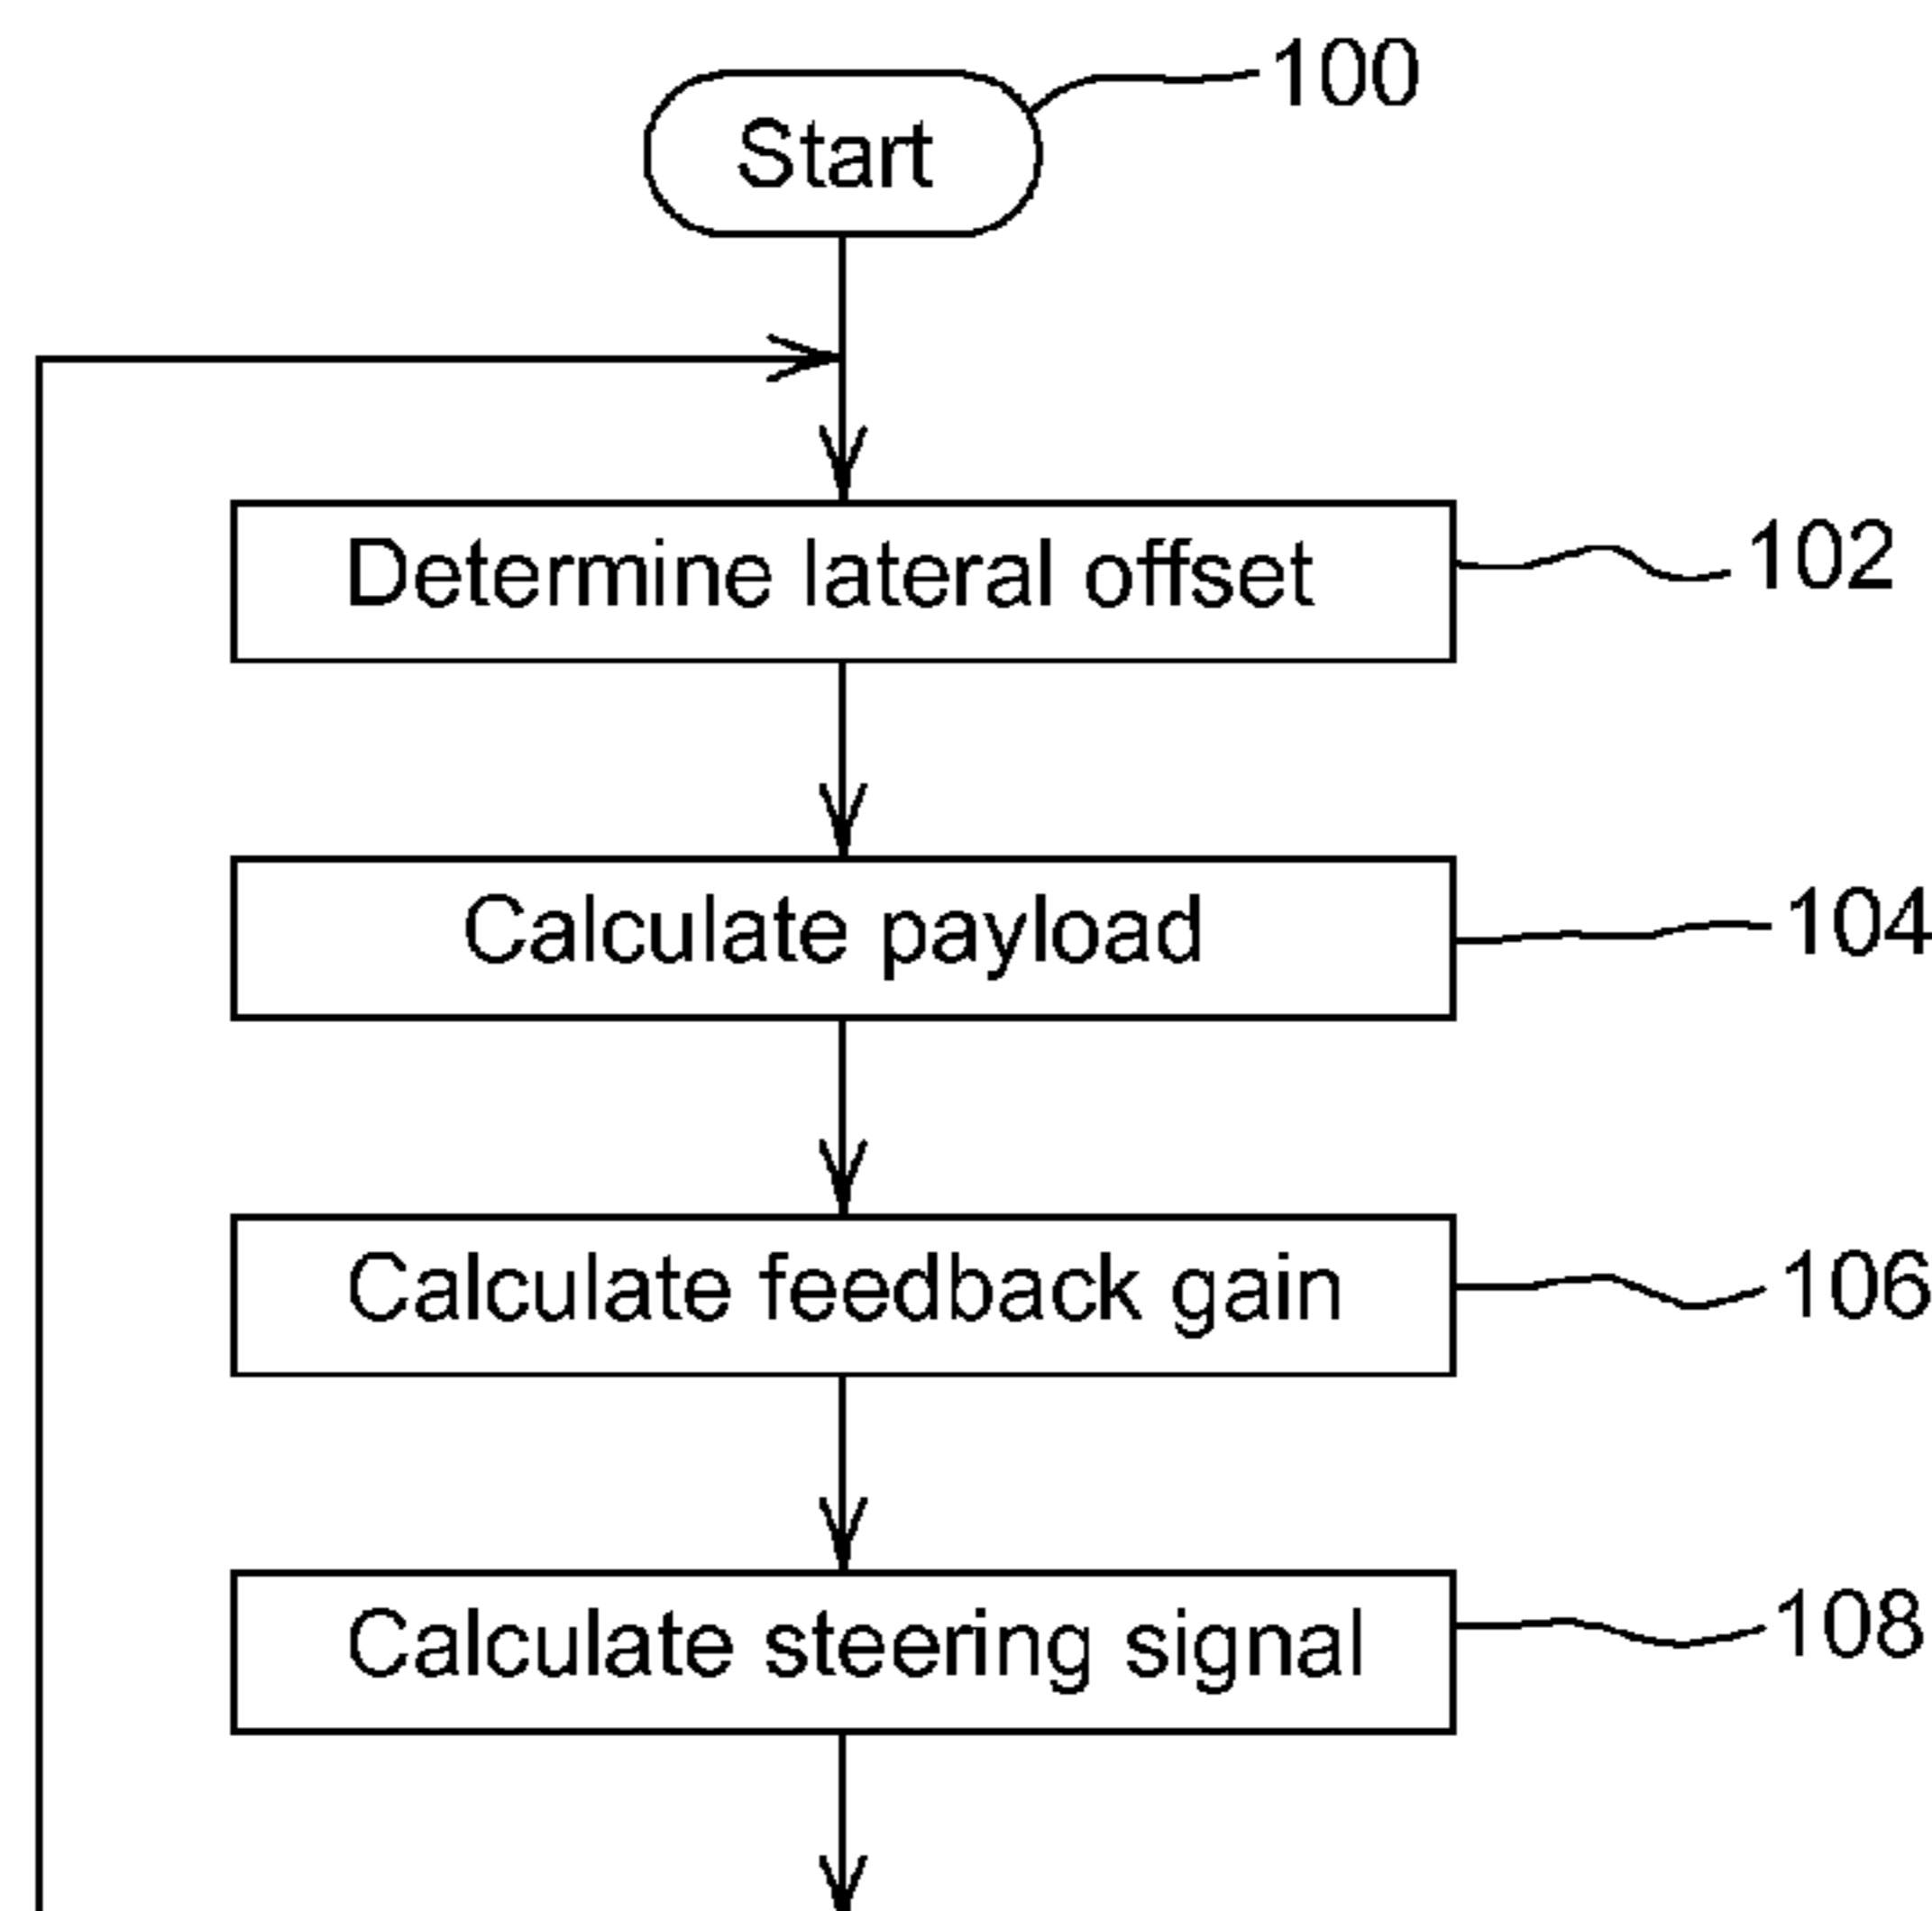 Start
100
Determine lateral offset
102
Calculate payload
104
Calculate feedback gain
106
Calculate steering signal
108